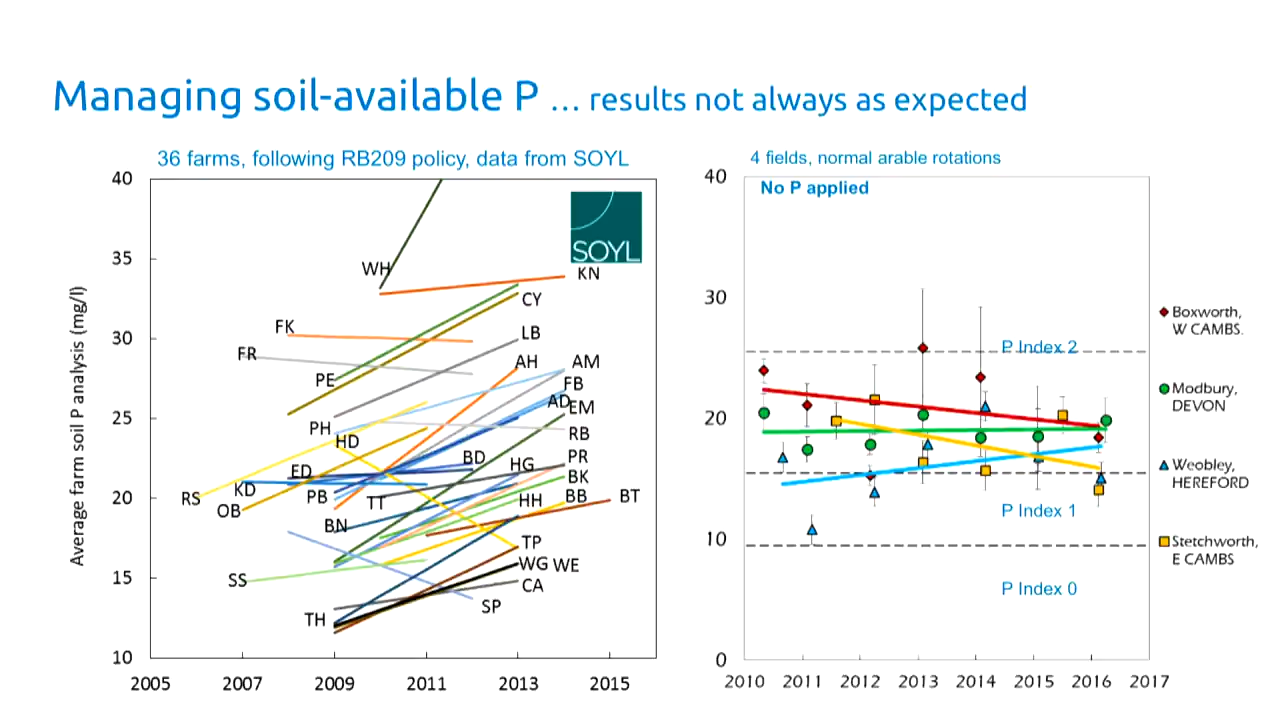 Managing soil-available P ... results not always as expected
36 farms, following RB209 policy, data from SOYL
Average farm soil P analysis (mg/l)
40
35
30
25
20
15
10
2005
2007
2009
2011
2013
2015
SOYL
WH
KN
CY
FK
LB
FR
AH
AM
PE
FB
AD
EM
PH
RB
HD
PR
BD
HG
ED
BK
KD
PB
TT
BB
BT
RS
HH
OB
BN
TP
WG
WE
SS
CA
SP
TH
4 fields, normal arable rotations
No P applied
40
30
20
10
0
2010
2011
2012
2013
2014
2015
2016
2017
P Index 2
P Index 1
P Index 0
Boxworth,
W CAMBS.
Modbury,
DEVON
Weobley,
HEREFORD
Stetchworth,
E CAMBS